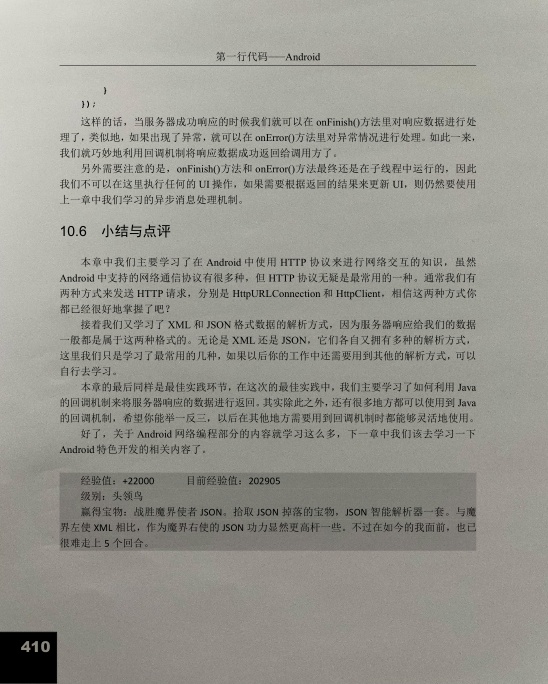 第一行代码——Android
}
});
这样的话，当服务器成功响应的时候我们就可以在 onFinish()方法里对响应数据进行处
理了，类似地，如果出现了异常，就可以在 onError()方法里对异常情况进行处理。如此一来，
我们就巧妙地利用回调机制将响应数据成功返回给调用方了。
另外需要注意的是，onFinish()方法和 onError()方法最终还是在子线程中运行的，因此
我们不可以在这里执行任何的 UI 操作，如果需要根据返回的结果来更新 UI，则仍然要使用
上一章中我们学习的异步消息处理机制。
10.6 小结与点评
本章中我们主要学习了在 Android 中使用 HTTP 协议来进行网络交互的知识，虽然
Android 中支持的网络通信协议有很多种，但 HTTP 协议无疑是最常用的一种。通常我们有
两种方式来发送 HTTP 请求，分别是 HttpURLConnection 和 HttpClient，相信这两种方式你
都已经很好地掌握了吧？
接着我们又学习了 XML 和 JSON 格式数据的解析方式，因为服务器响应给我们的数据
一般都是属于这两种格式的。无论是 XML 还是 JSON，它们各自又拥有多种的解析方式，
这里我们只是学习了最常用的几种，如果以后你的工作中还需要用到其他的解析方式，可以
自行去学习。
本章的最后同样是最佳实践环节，在这次的最佳实践中，我们主要学习了如何利用 Java
的回调机制来将服务器响应的数据进行返回。其实除此之外，还有很多地方都可以使用到 Java
的回调机制，希望你能举一反三，以后在其他地方需要用到回调机制时都能够灵活地使用。
好了，关于 Android 网络编程部分的内容就学习这么多，下一章中我们该去学习一下
Android 特色开发的相关内容了。
经验值：+22000 目前经验值：202905
级别：头领鸟
赢得宝物：战胜魔界使者 JSON。拾取 JSON 掉落的宝物，JSON 智能解析器一套。与魔
界左使 XML 相比，作为魔界右使的 JSON 功力显然更高杆一些。不过在如今的我面前，也已
很难走上 5 个回合。
410